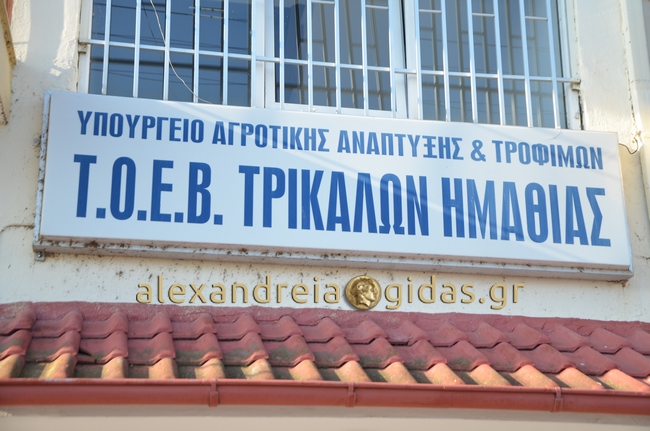 ΥΠΟΥΡΓΕΙΟ ΑΓΡΟΤΙΚΗΣ ΑΝΑΠΤΥΞΗΣ & ΤΡΟΦΙΜΩΝ
Τ.Ο.Ε.Β. ΤΡΙΚΑΛΩΝ ΗΜΑΘΙΑΣ
alexandreia gidas.gr